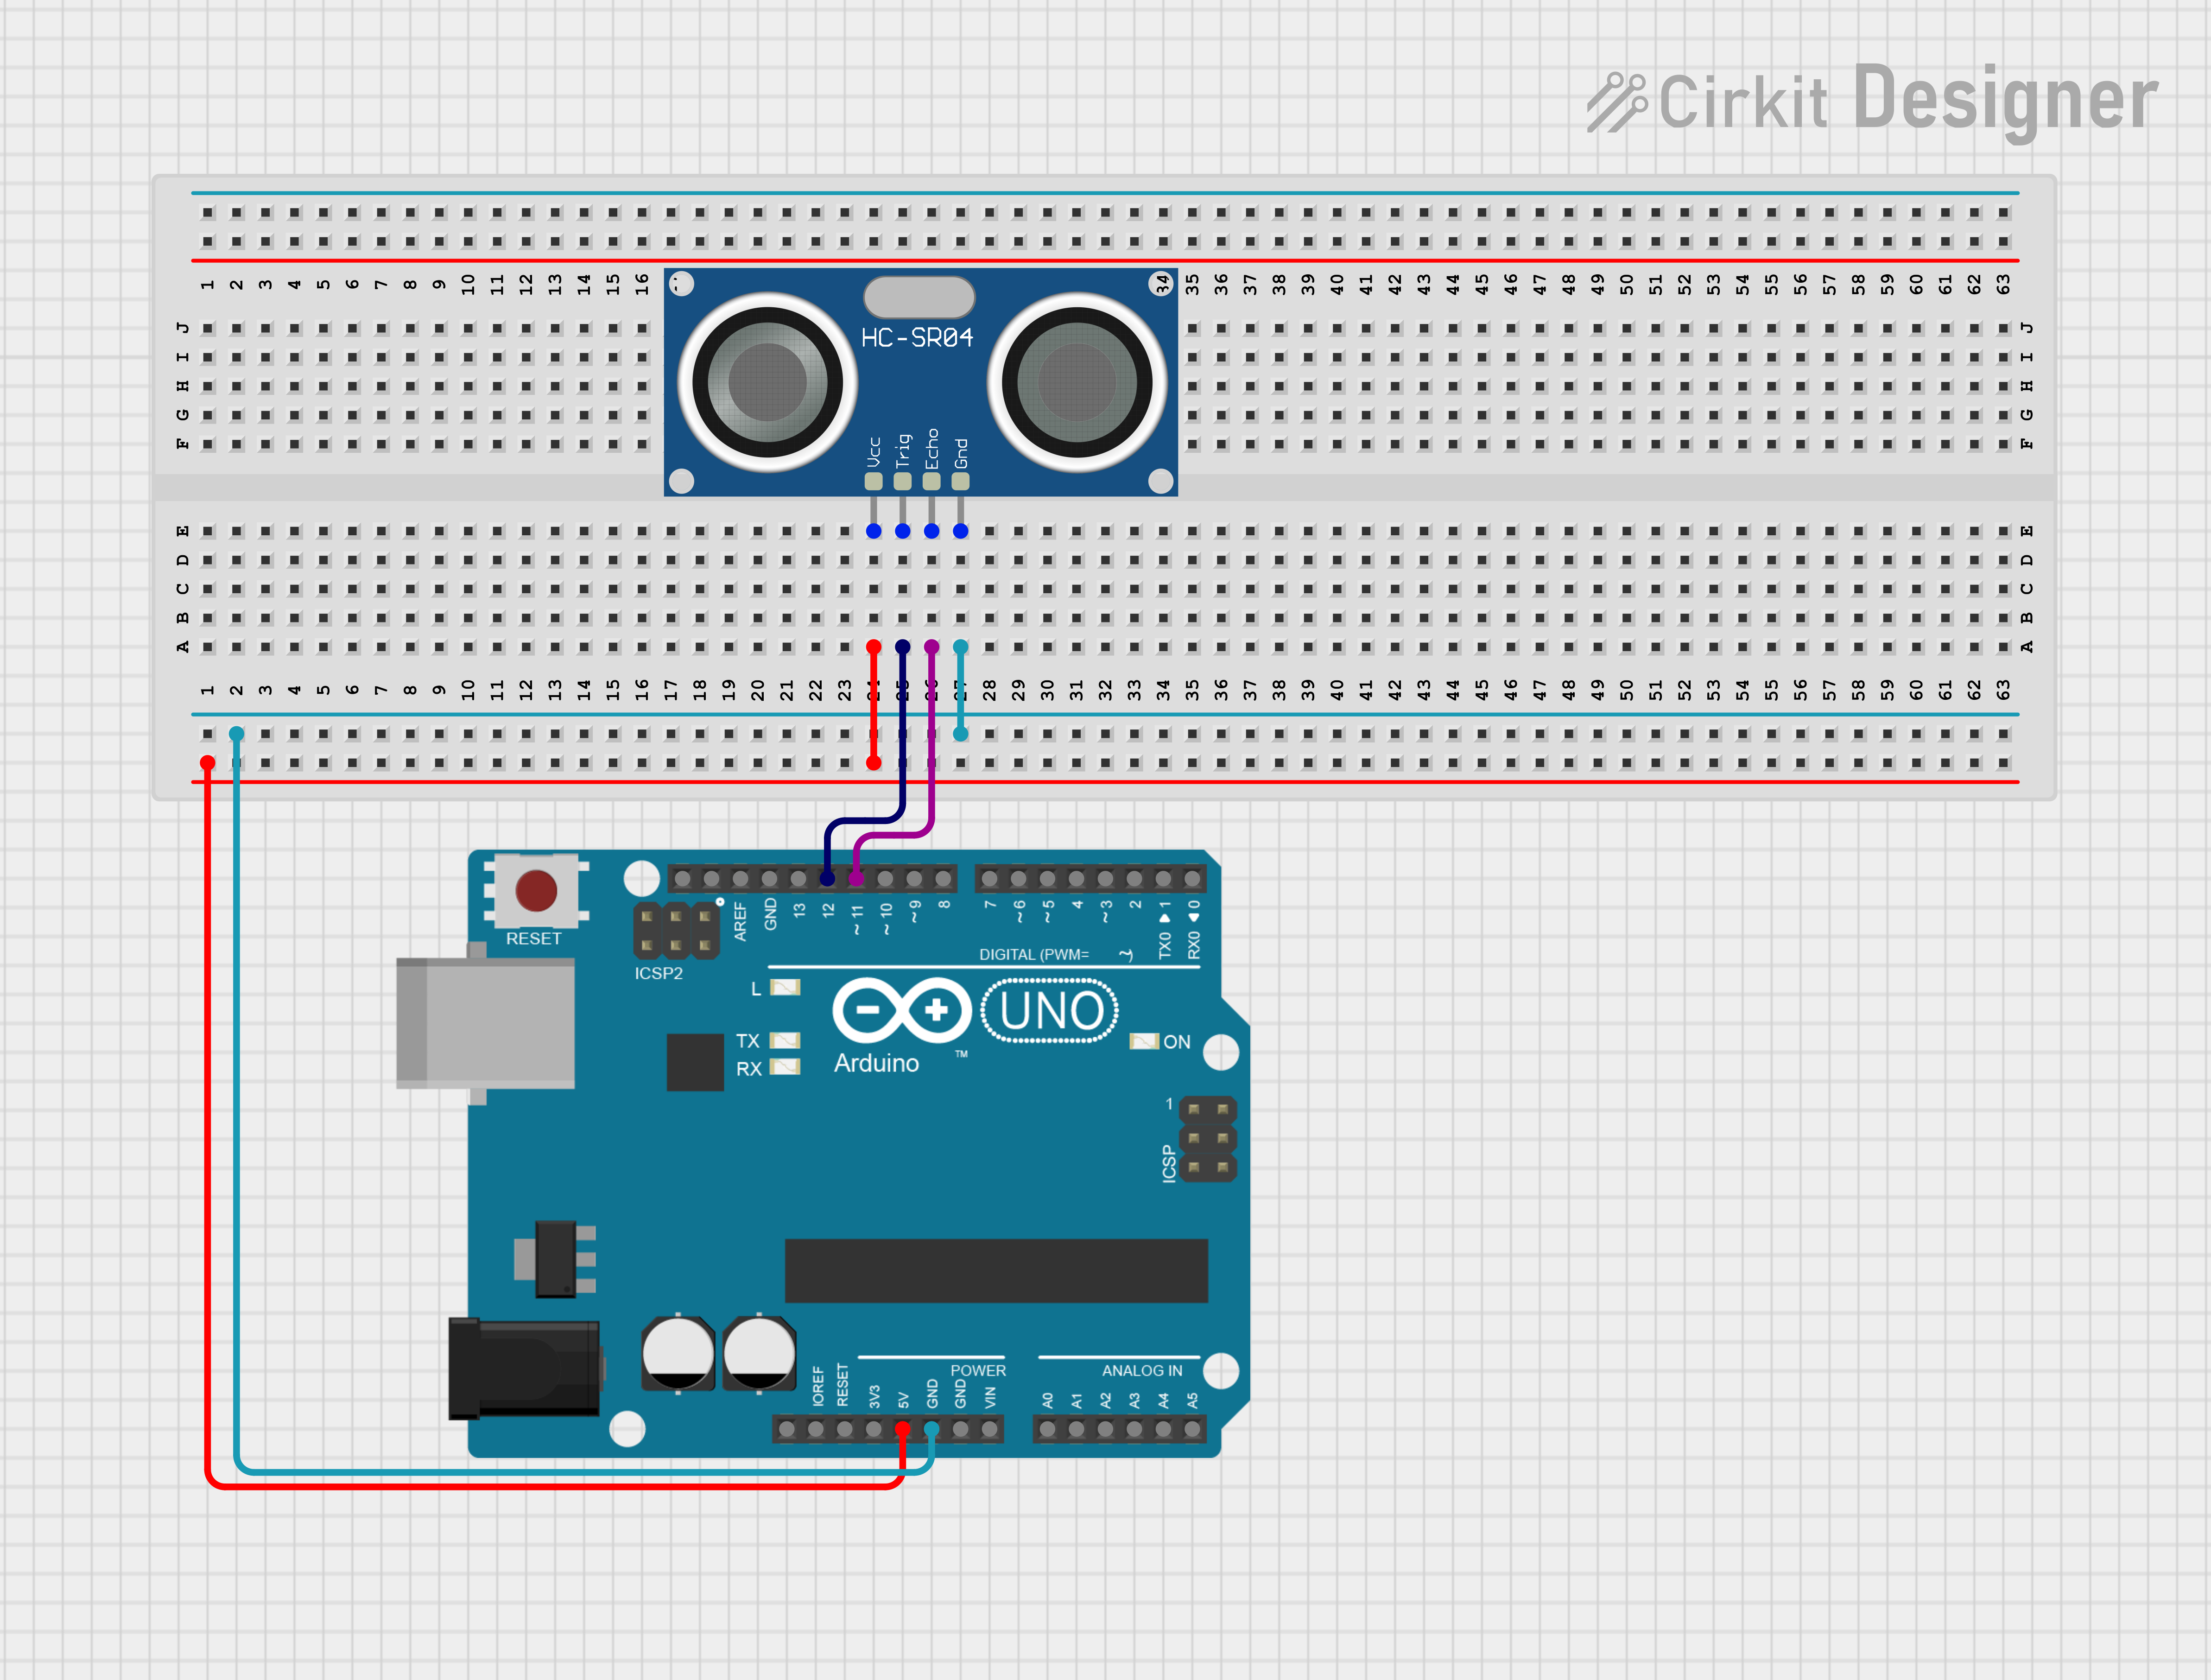 Cirkit Designer
1 2 3 4 5 6 7 8 9 10 11 12 13 14 15 16 34 35 36 37 38 39 40 41 42 43 44 45 46 47 48 49 50 51 52 53 54 55 56 57 58 59 60 61 62 63
J J
I I
H H
G G
F F
HC-SR04
Vcc Trig Echo Gnd
E E
D D
C C
B B
A A
1 2 3 4 5 6 7 8 9 10 11 12 13 14 15 16 17 18 19 20 21 22 23 24 25 26 27 28 29 30 31 32 33 34 35 36 37 38 39 40 41 42 43 44 45 46 47 48 49 50 51 52 53 54 55 56 57 58 59 60 61 62 63
RESET
ICSP2
AREF GND 13 12 ~11 ~10 ~9 8 7 ~6 ~5 4 ~3 2 TX0 ▶ 1 RX0 ◀ 0
DIGITAL (PWM= ~)
L
TX
RX
Arduino ™
UNO
ON
1
ICSP
POWER
ANALOG IN
IOREF RESET 3V3 5V GND GND VIN
A0 A1 A2 A3 A4 A5